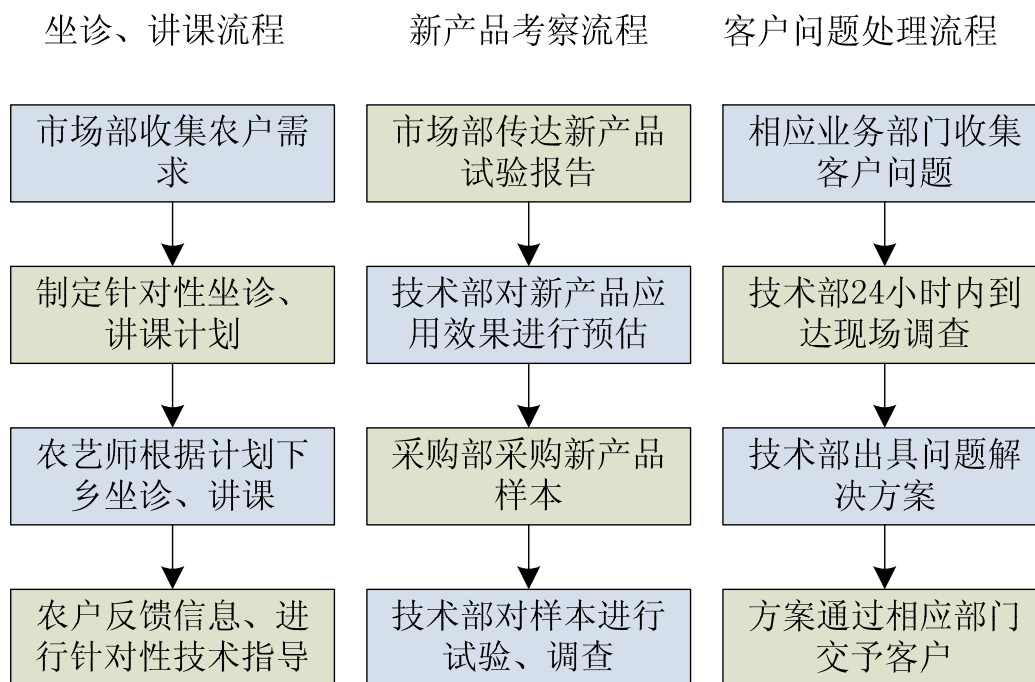 坐诊、讲课流程
市场部收集农户需
求
制定针对性坐诊、
讲课计划
农艺师根据计划下
乡坐诊、讲课
农户反馈信息、进
行针对性技术指导
新产品考察流程
市场部传达新产品
试验报告
技术部对新产品应
用效果进行预估
采购部采购新产品
样本
技术部对样本进行
试验、调查
客户问题处理流程
相应业务部门收集
客户问题
技术部24小时内到
达现场调查
技术部出具问题解
决方案
方案通过相应部门
交予客户